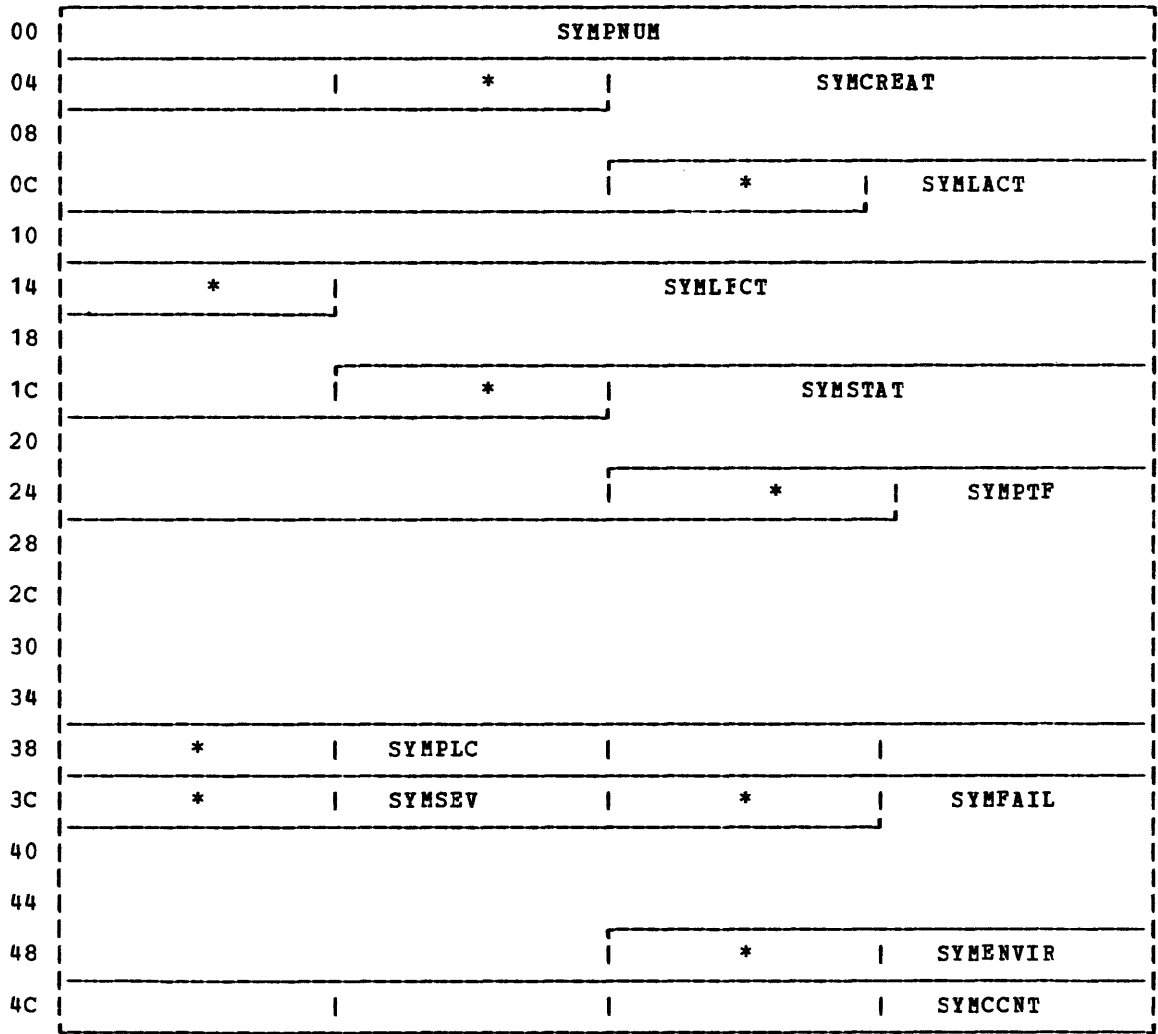 00 SYMPNUM
04 * SYMCREAT
08
0C * SYMLACT
10
14 * SYMLFCT
18
1C * SYMSTAT
20
24 * SYMPTF
28
2C
30
34
38 * SYMPLC
3C * SYMSEV * SYMFAIL
40
44
48 * SYMENVIR
4C SYMCCNT